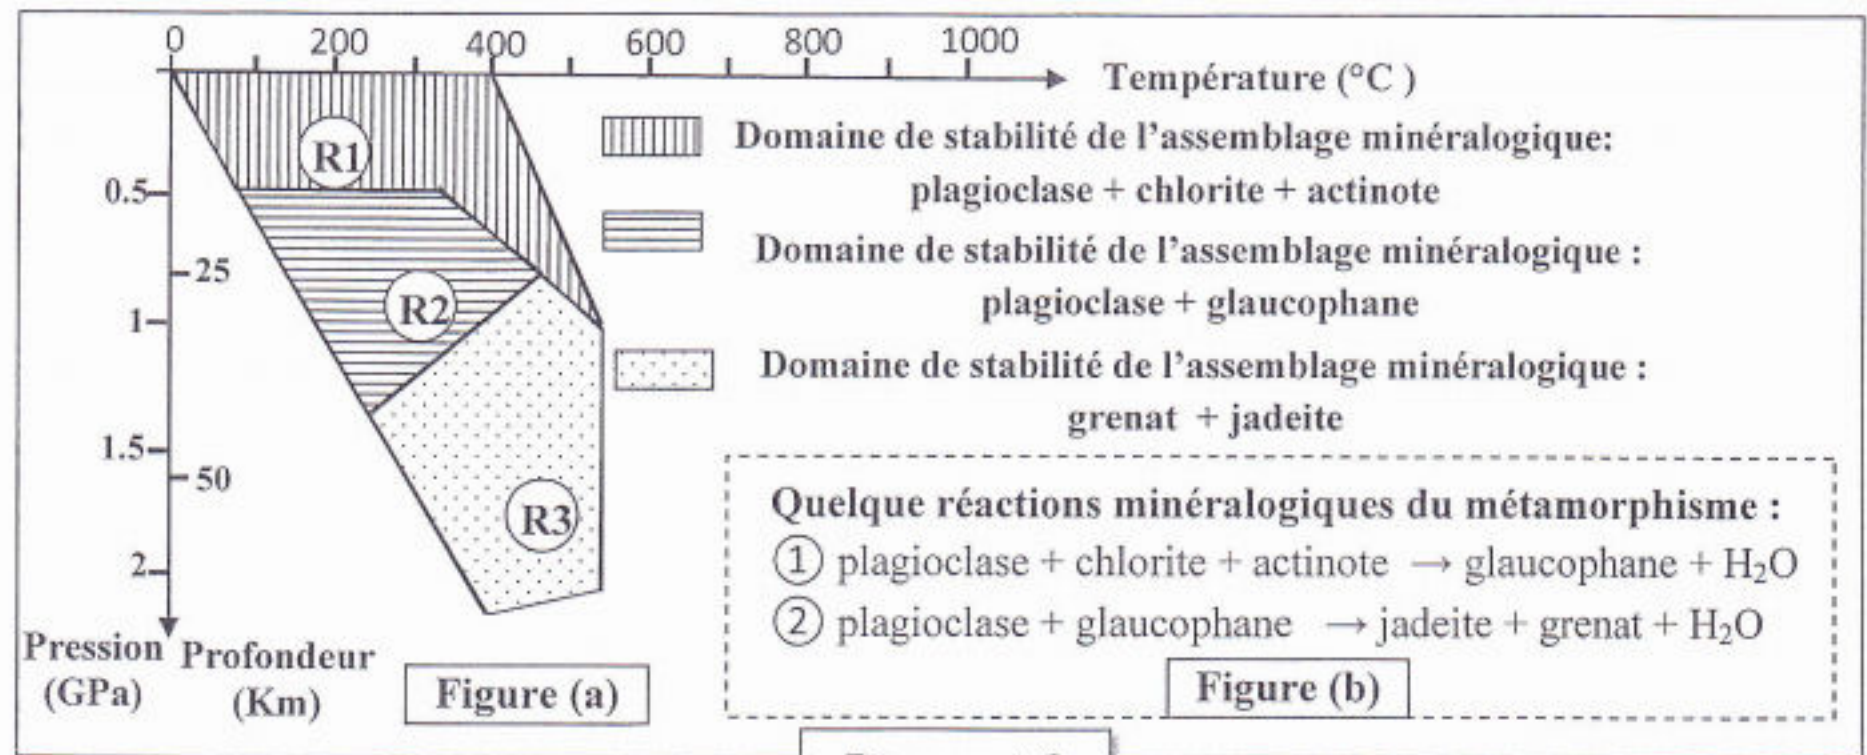 0 200 400 600 800 1000
Température (°C )
Domaine de stabilité de l'assemblage minéralogique:
plagioclase + chlorite + actinote
Domaine de stabilité de l'assemblage minéralogique :
plagioclase + glaucophane
Domaine de stabilité de l'assemblage minéralogique :
grenat + jadeite
R1
R2
R3
0.5
25
1
1.5
50
2
Pression
(GPa)
Profondeur
(Km)
Figure (a)
Quelque réactions minéralogiques du métamorphisme :
① plagioclase + chlorite + actinote → glaucophane + H₂O
② plagioclase + glaucophane → jadeite + grenat + H₂O
Figure (b)